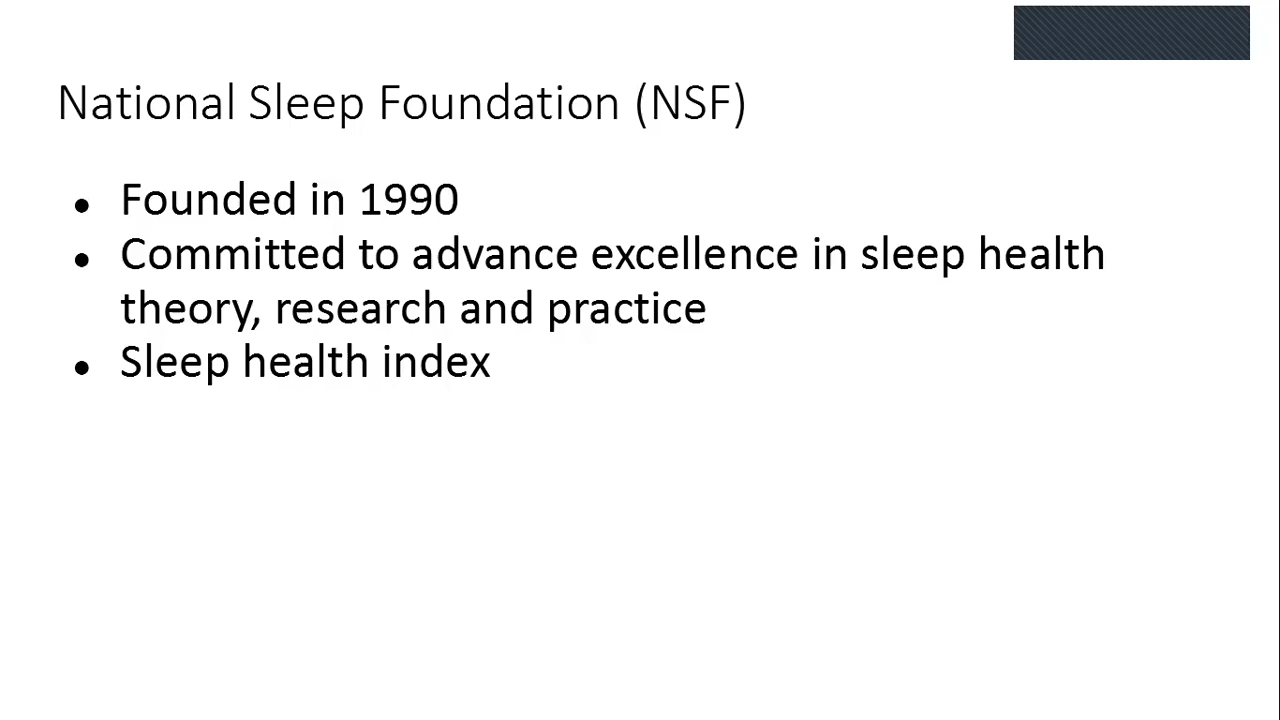 National Sleep Foundation (NSF)
● Founded in 1990
● Committed to advance excellence in sleep health
theory, research and practice
● Sleep health index